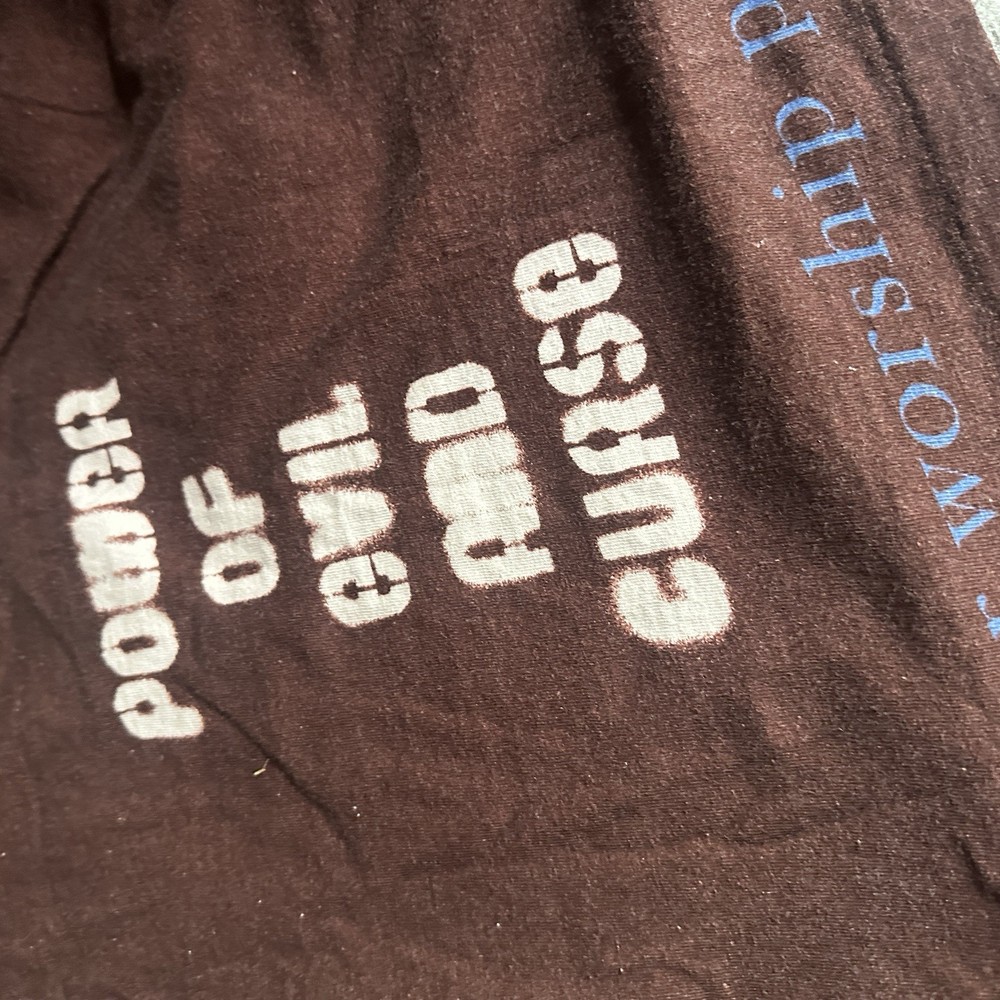 POWER
OF
EVIL
AND
CURSE
worship